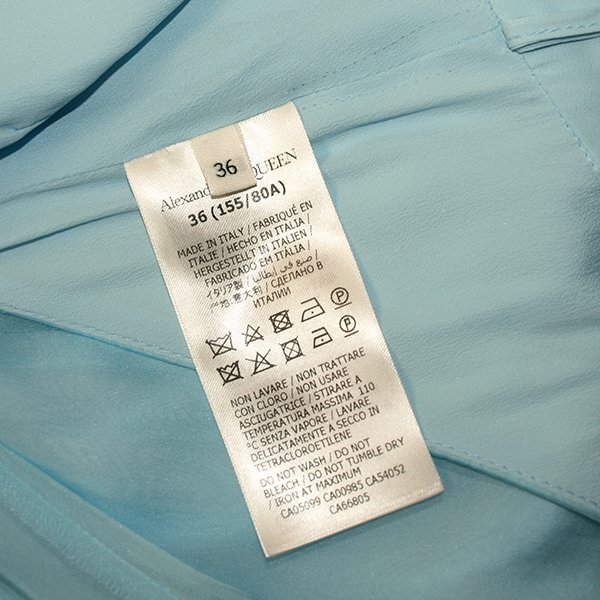 36
Alexand QUEEN
36 (155/80A)
MADE IN ITALY / FABRIQUÉ EN
ITALIE / HECHO EN ITALIA /
HERGESTELLT IN ITALIEN /
FABRICADO EM ITÁLIA /
イタリア製 / صنع في إيطاليا /
产地:意大利 / СДЕЛАНО В
ИТАЛИИ
NON LAVARE / NON TRATTARE
CON CLORO / NON USARE
ASCIUGATRICE / STIRARE A
TEMPERATURA MASSIMA 110
°C SENZA VAPORE / LAVARE
DELICATAMENTE A SECCO IN
TETRACLOROETILENE
DO NOT WASH / DO NOT
BLEACH / DO NOT TUMBLE DRY
/ IRON AT MAXIMUM
CA05099 CA00985 CA54052
CA66805